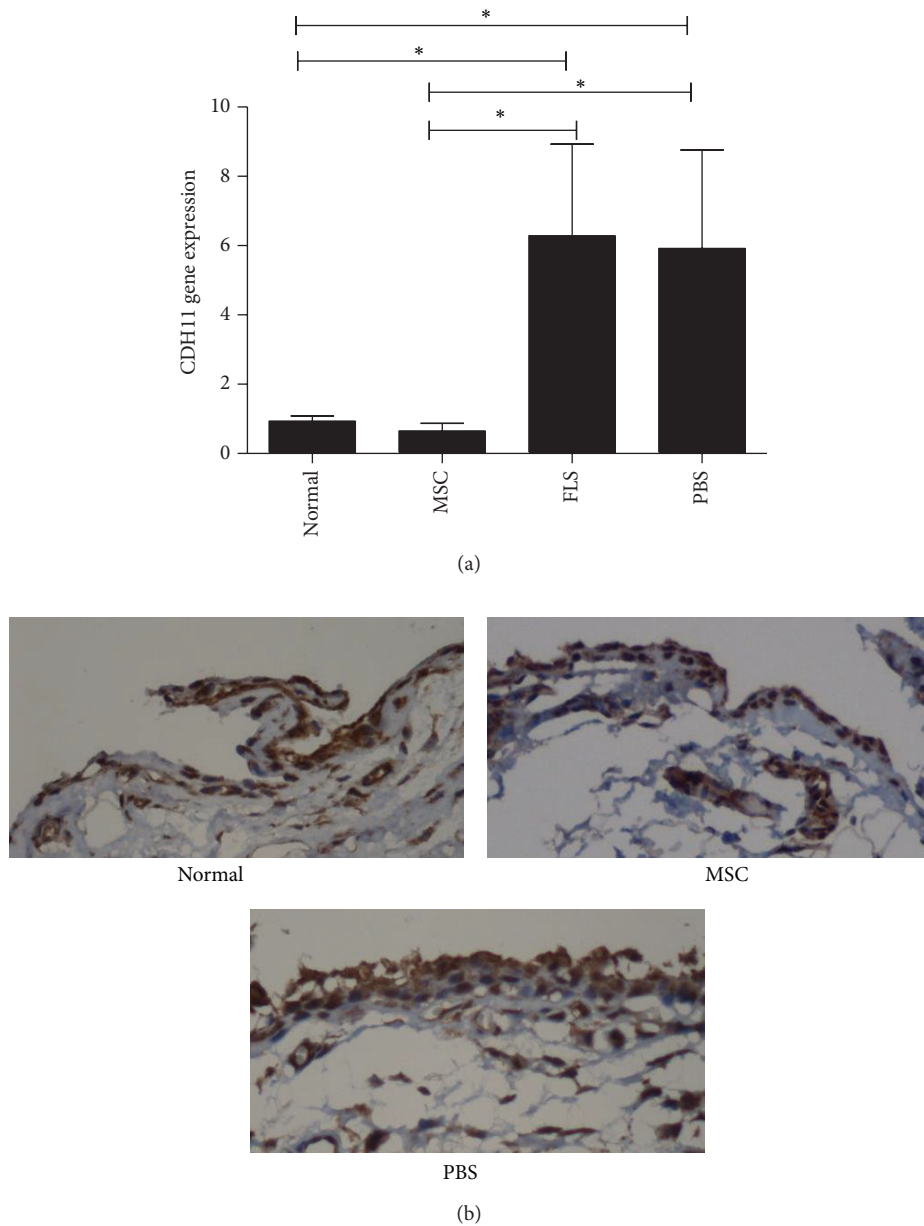 *
*
*
*
10
8
6
4
2
0
CDH11 gene expression
Normal
MSC
FLS
PBS
(a)
Normal
MSC
PBS
(b)